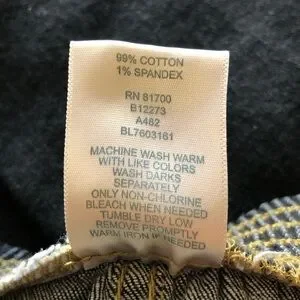 99% COTTON
1% SPANDEX
RN 81700
B12273
A482
BL7603161
MACHINE WASH WARM
WITH LIKE COLORS
WASH DARKS
SEPARATELY
ONLY NON-CHLORINE
BLEACH WHEN NEEDED
TUMBLE DRY LOW
REMOVE PROMPTLY
WARM IRON IF NEEDED